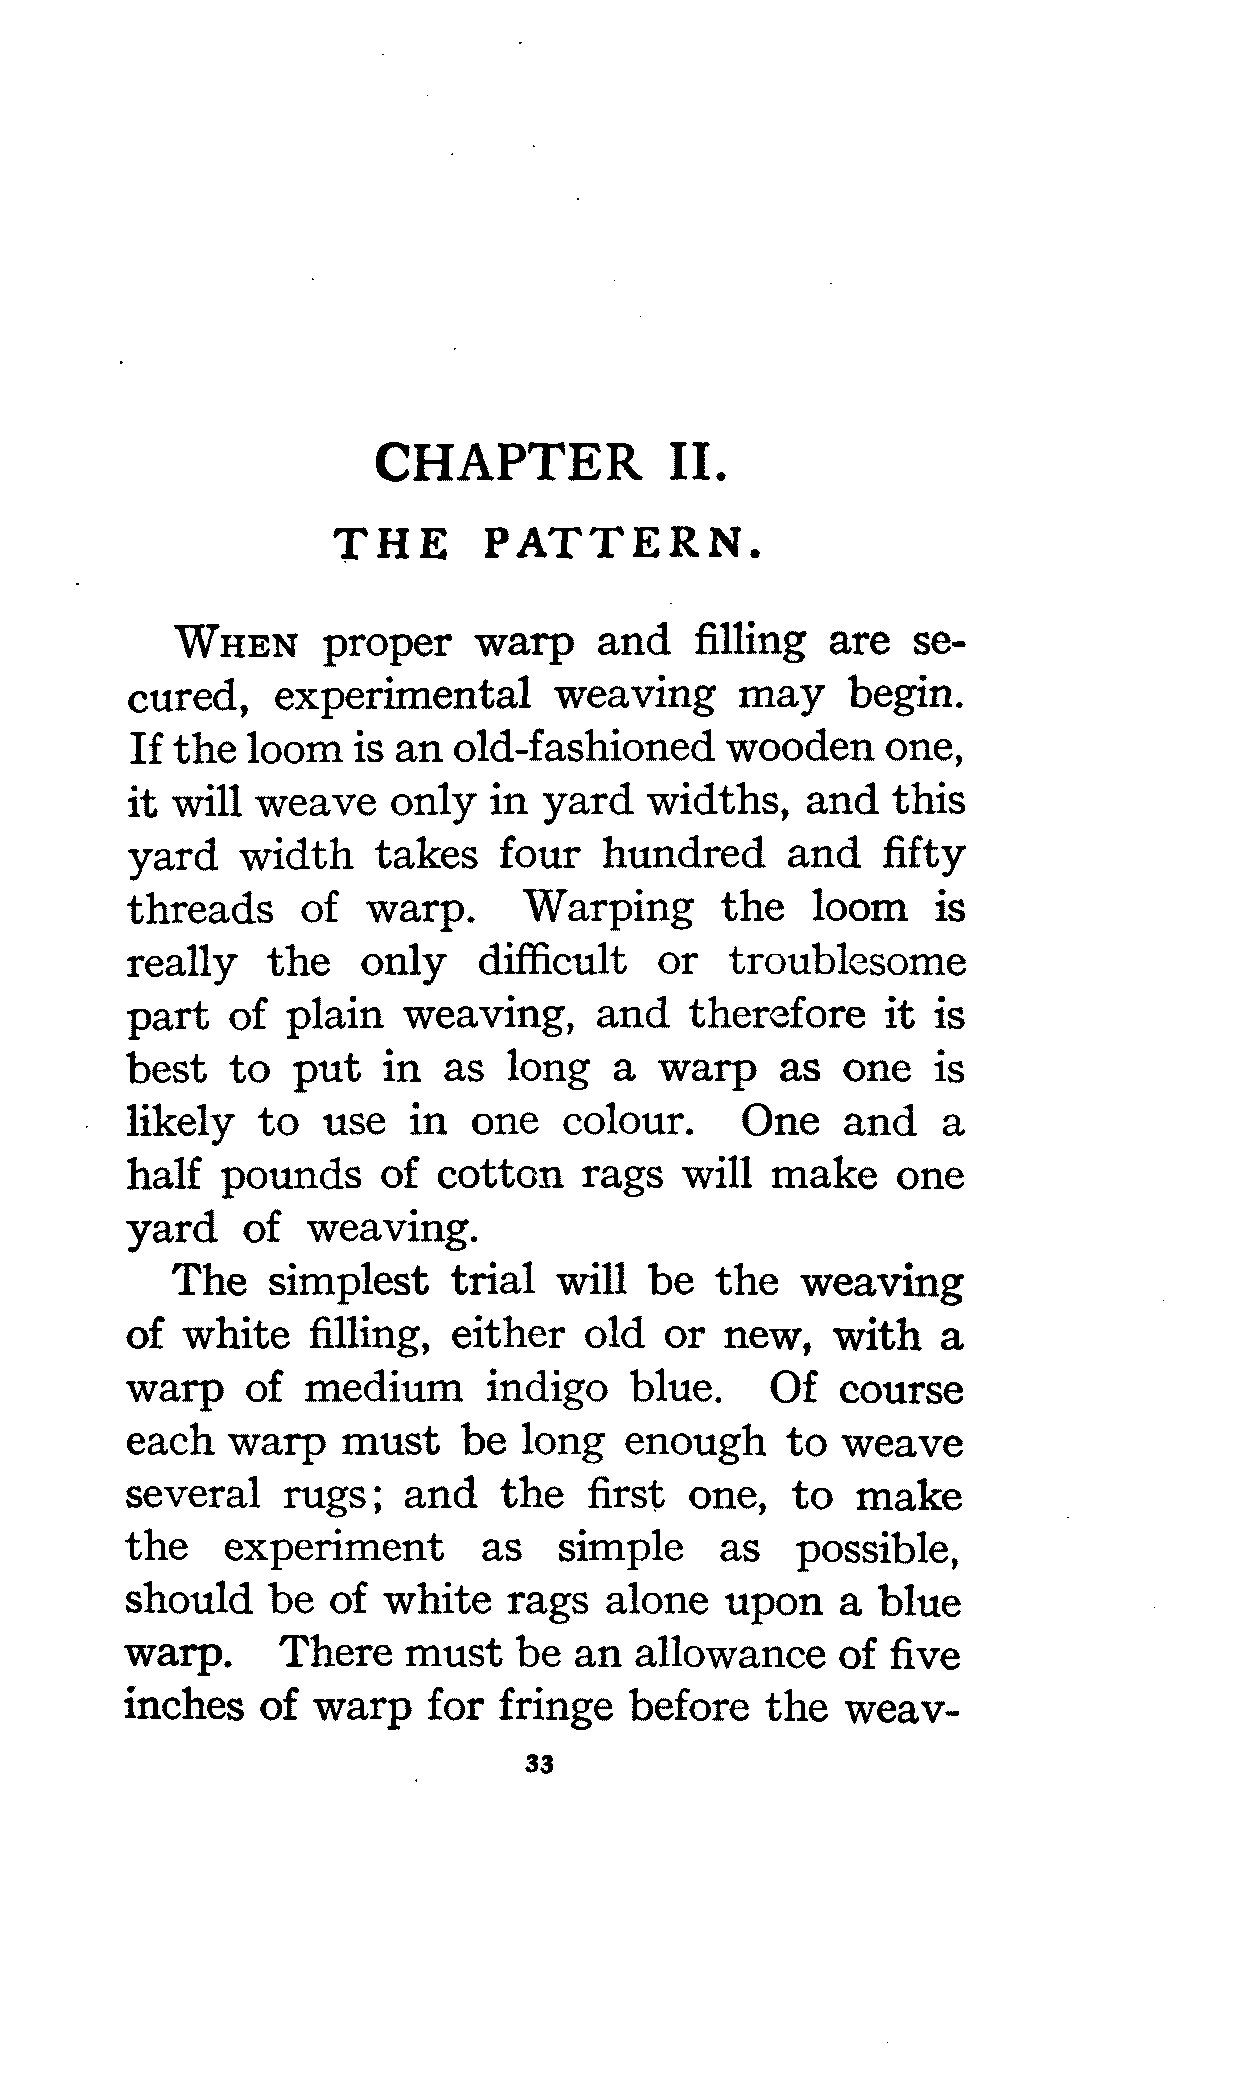 CHAPTER II.
THE PATTERN.
WHEN proper warp and filling are se-
cured, experimental weaving may begin.
If the loom is an old-fashioned wooden one,
it will weave only in yard widths, and this
yard width takes four hundred and fifty
threads of warp. Warping the loom is
really the only difficult or troublesome
part of plain weaving, and therefore it is
best to put in as long a warp as one is
likely to use in one colour. One and a
half pounds of cotton rags will make one
yard of weaving.
The simplest trial will be the weaving
of white filling, either old or new, with a
warp of medium indigo blue. Of course
each warp must be long enough to weave
several rugs; and the first one, to make
the experiment as simple as possible,
should be of white rags alone upon a blue
warp. There must be an allowance of five
inches of warp for fringe before the weav-
33